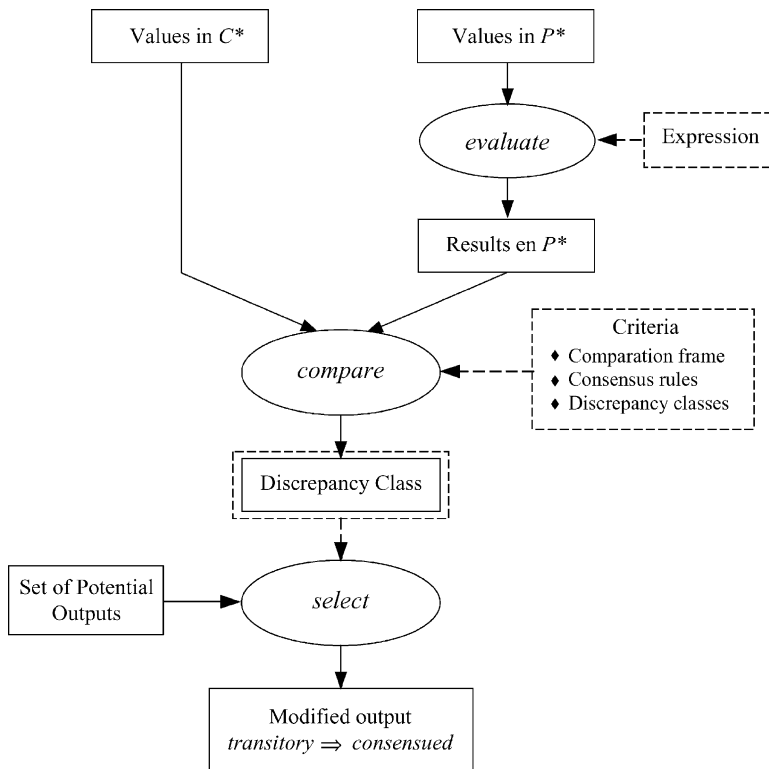 Values in C*
Values in P*
evaluate
Expression
Results en P*
compare
Criteria
♦ Comparation frame
♦ Consensus rules
♦ Discrepancy classes
Discrepancy Class
Set of Potential
Outputs
select
Modified output
transitory ⇒ consensued